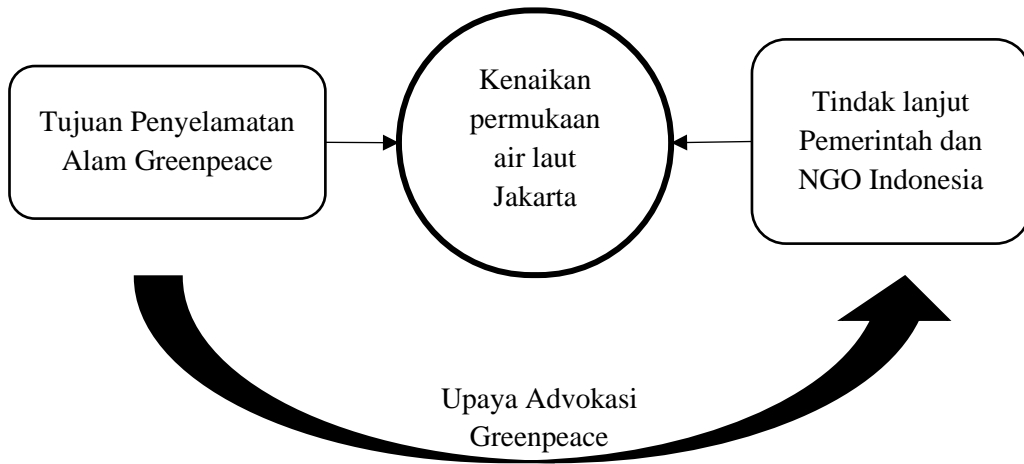 Tujuan Penyelamatan
Alam Greenpeace
Kenaikan
permukaan
air laut
Jakarta
Tindak lanjut
Pemerintah dan
NGO Indonesia
Upaya Advokasi
Greenpeace